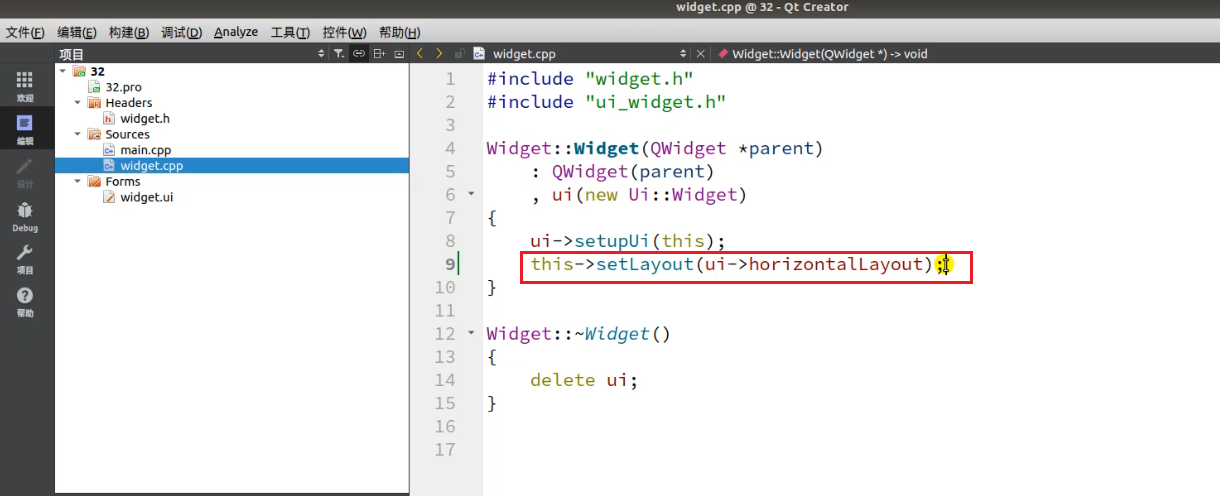 widget.cpp @ 32 - Qt Creator
文件(F) 编辑(E) 构建(B) 调试(D) Analyze 工具(T) 控件(W) 帮助(H)
项目
widget.cpp
Widget::Widget(QWidget *) -> void
欢迎
编辑
设计
Debug
项目
帮助
32
32.pro
Headers
widget.h
Sources
main.cpp
widget.cpp
Forms
widget.ui
1 #include "widget.h"
2 #include "ui_widget.h"
3
4 Widget::Widget(QWidget *parent)
5 : QWidget(parent)
6 , ui(new Ui::Widget)
7 {
8 ui->setupUi(this);
9 this->setLayout(ui->horizontalLayout);
10 }
11
12 Widget::~Widget()
13 {
14 delete ui;
15 }
16
17